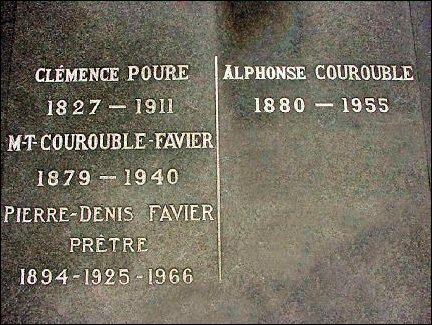 CLÉMENCE POURE
1827 – 1911
M-T-COUROUBLE-FAVIER
1879 – 1940
PIERRE-DENIS FAVIER
PRÊTRE
1894-1925-1966
ALPHONSE COUROUBLE
1880 – 1955